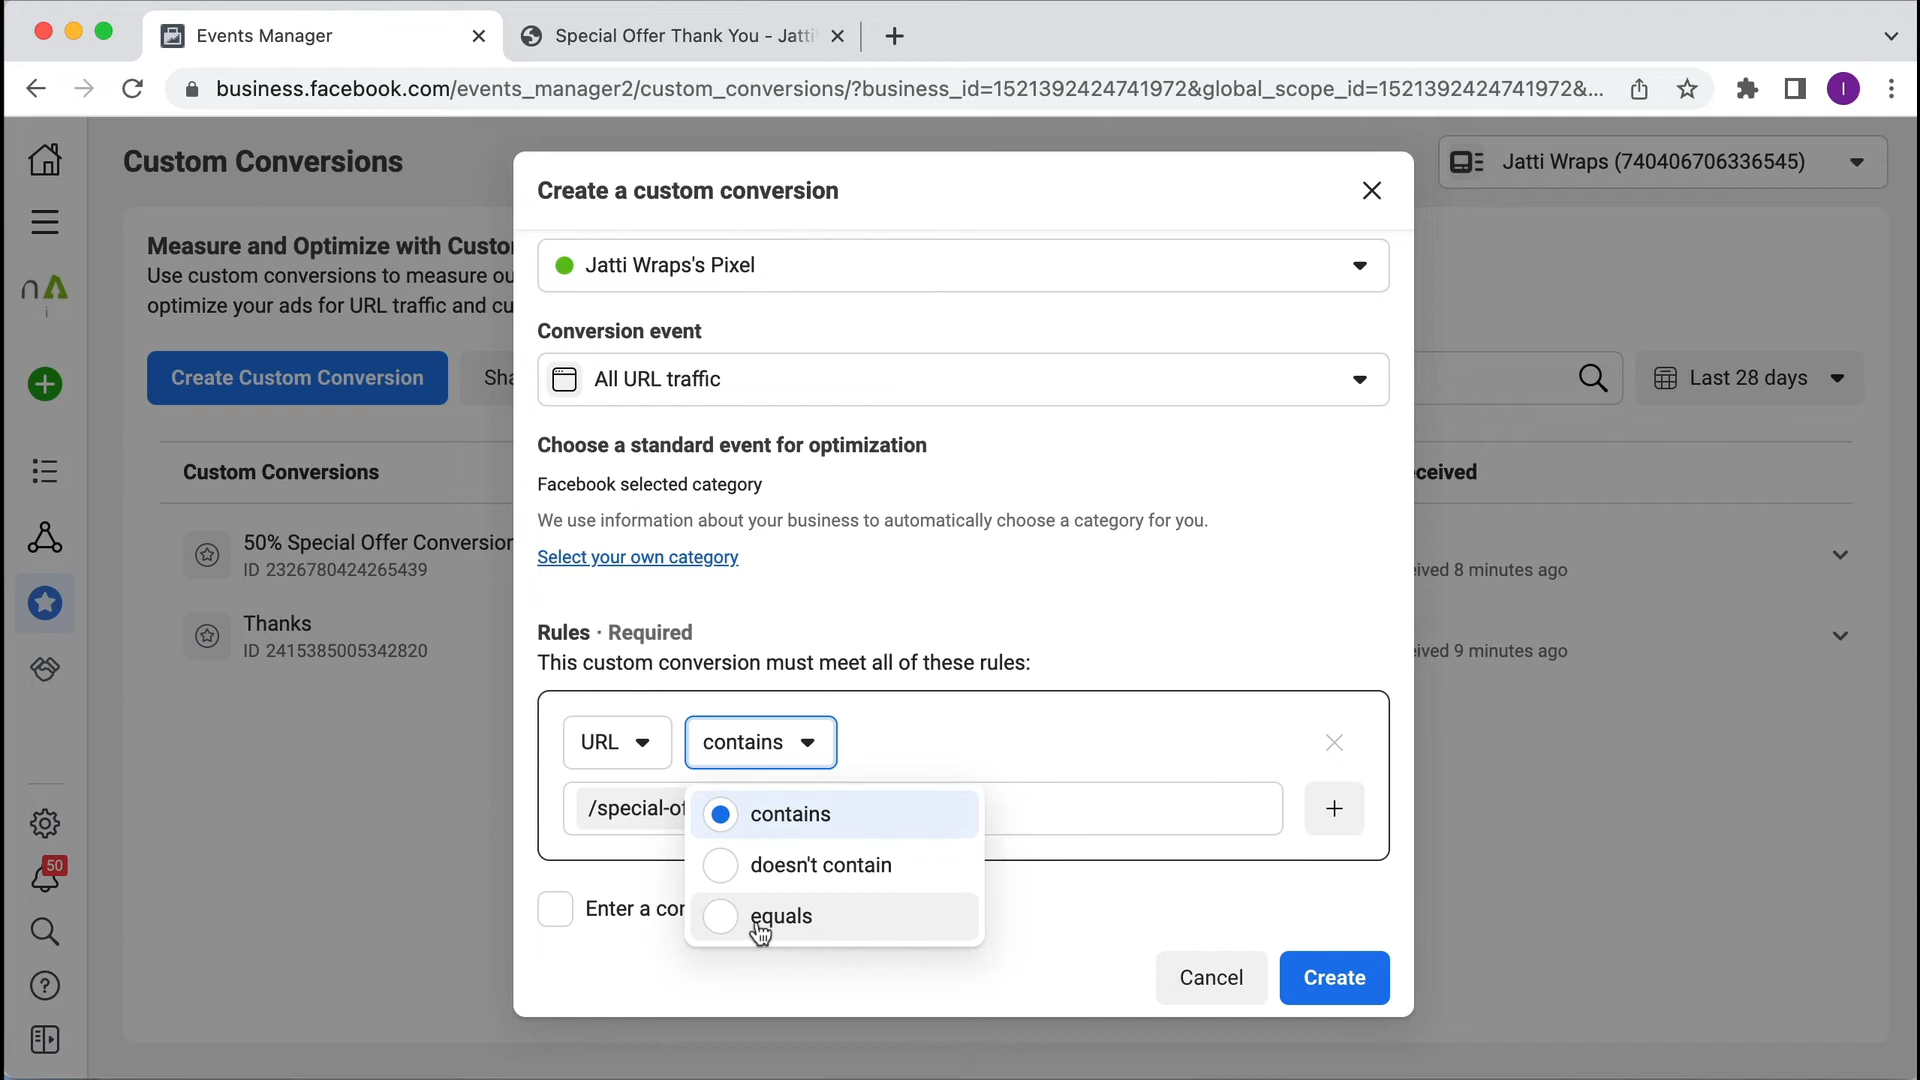 Events Manager
Special Offer Thank You - Jatti
business.facebook.com/events_manager2/custom_conversions/?business_id=1521392424741972&global_scope_id=1521392424741972&...
I
Custom Conversions
Jatti Wraps (740406706336545)
Measure and Optimize with Custo
Use custom conversions to measure ou
optimize your ads for URL traffic and cu
Create Custom Conversion
Sha
Last 28 days
Custom Conversions
ceived
50% Special Offer Conversion
ID 2326780424265439
ived 8 minutes ago
Thanks
ID 2415385005342820
ived 9 minutes ago
50
Create a custom conversion
Jatti Wraps's Pixel
Conversion event
All URL traffic
Choose a standard event for optimization
Facebook selected category
We use information about your business to automatically choose a category for you.
Select your own category
Rules · Required
This custom conversion must meet all of these rules:
URL
contains
/special-of
contains
doesn't contain
equals
Enter a con
Cancel
Create